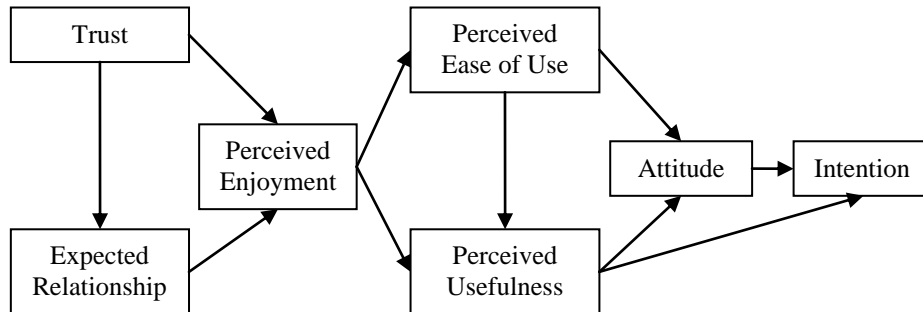 Trust
Perceived
Ease of Use
Perceived
Enjoyment
Attitude
Intention
Expected
Relationship
Perceived
Usefulness